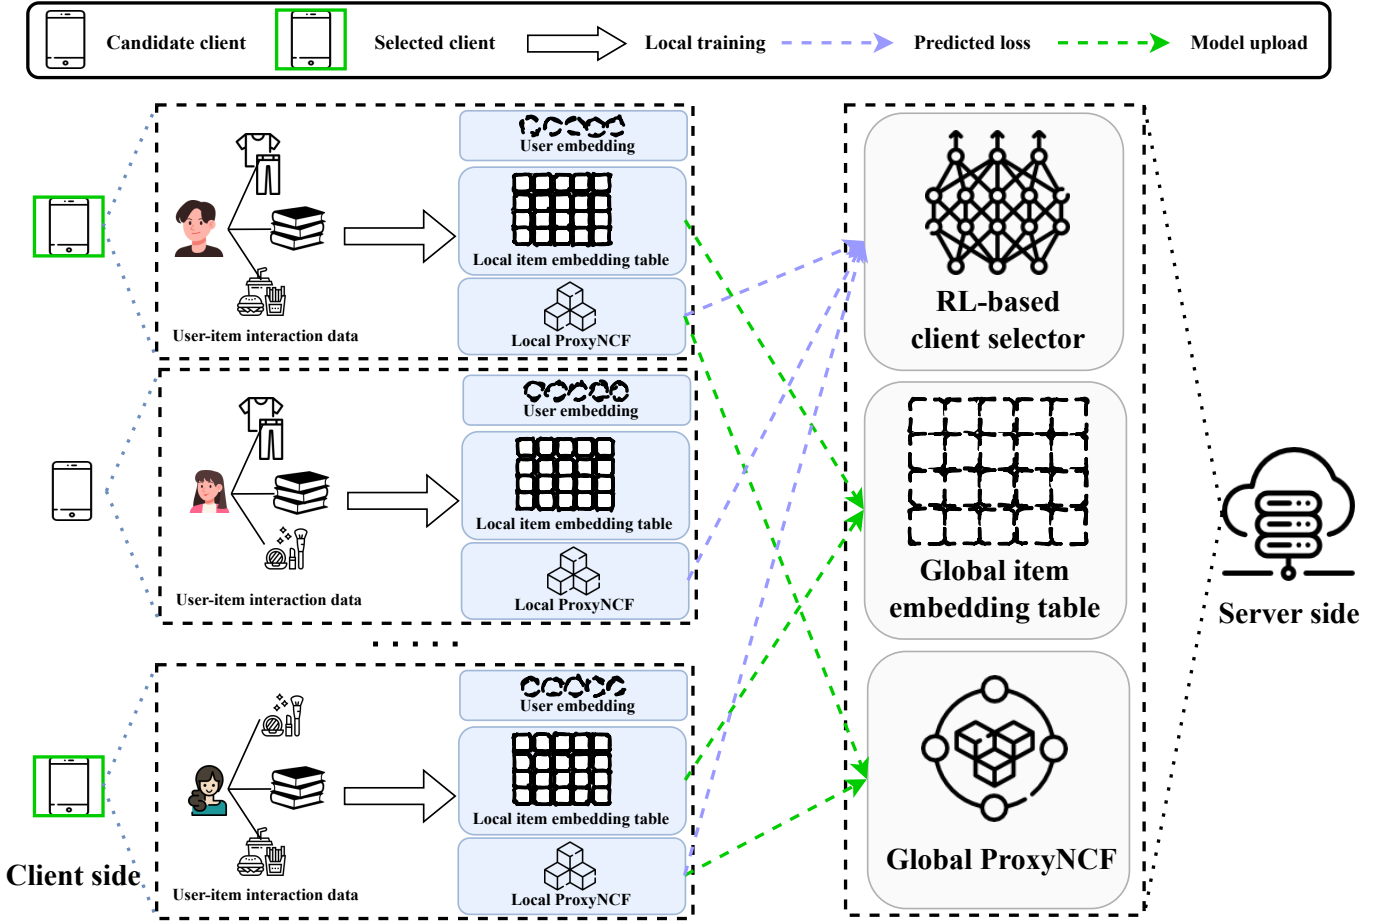 Candidate client
Selected client
Local training
Predicted loss
Model upload
User embedding
Local item embedding table
User-item interaction data
Local ProxyNCF
User embedding
Local item embedding table
User-item interaction data
Local ProxyNCF
User embedding
Local item embedding table
Client side
User-item interaction data
Local ProxyNCF
RL-based
client selector
Global item
embedding table
Global ProxyNCF
Server side